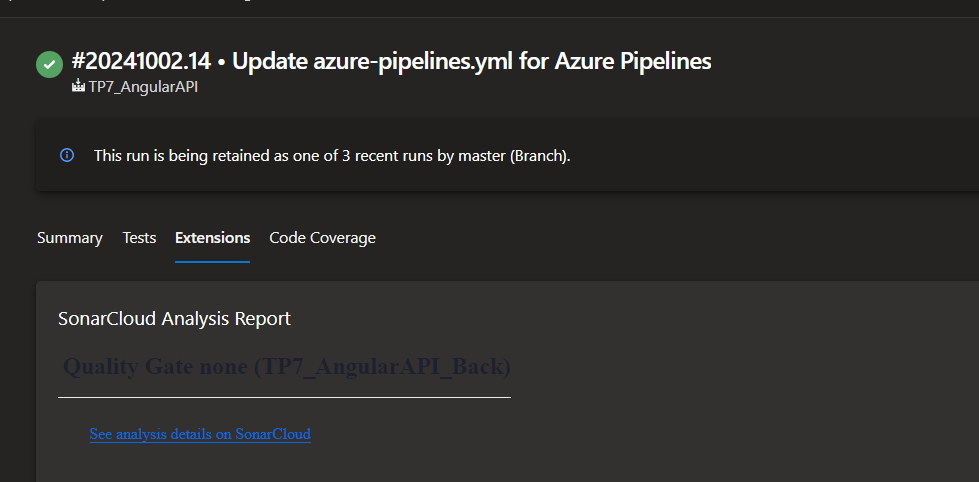 #20241002.14 • Update azure-pipelines.yml for Azure Pipelines
TP7_AngularAPI
This run is being retained as one of 3 recent runs by master (Branch).
Summary Tests Extensions Code Coverage
SonarCloud Analysis Report
Quality Gate none (TP7_AngularAPI_Back)
See analysis details on SonarCloud